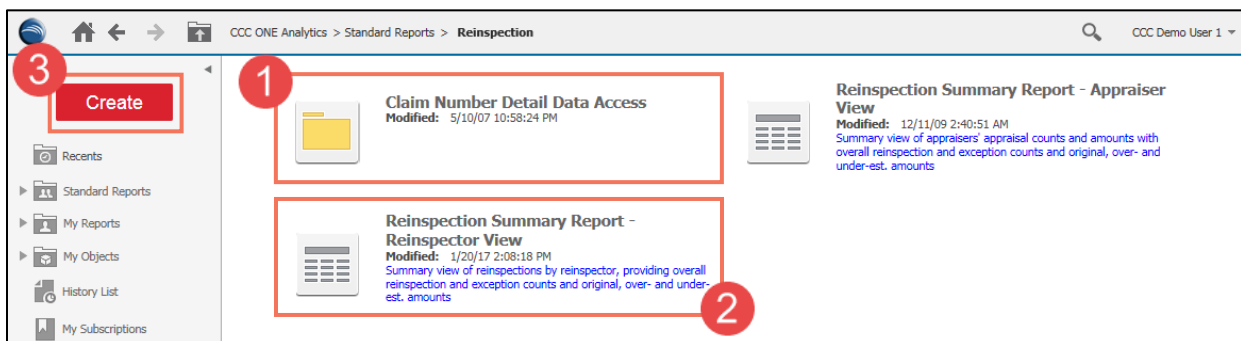 CCC ONE Analytics > Standard Reports > Reinspection
CCC Demo User 1
3
Create
Recents
Standard Reports
My Reports
My Objects
History List
My Subscriptions
1
Claim Number Detail Data Access
Modified: 5/10/07 10:58:24 PM
Reinspection Summary Report - Appraiser
View
Modified: 12/11/09 2:40:51 AM
Summary view of appraisers' appraisal counts and amounts with
overall reinspection and exception counts and original, over- and
under-est. amounts
Reinspection Summary Report -
Reinspector View
Modified: 1/20/17 2:08:18 PM
Summary view of reinspections by reinspector, providing overall
reinspection and exception counts and original, over- and under-
est. amounts
2